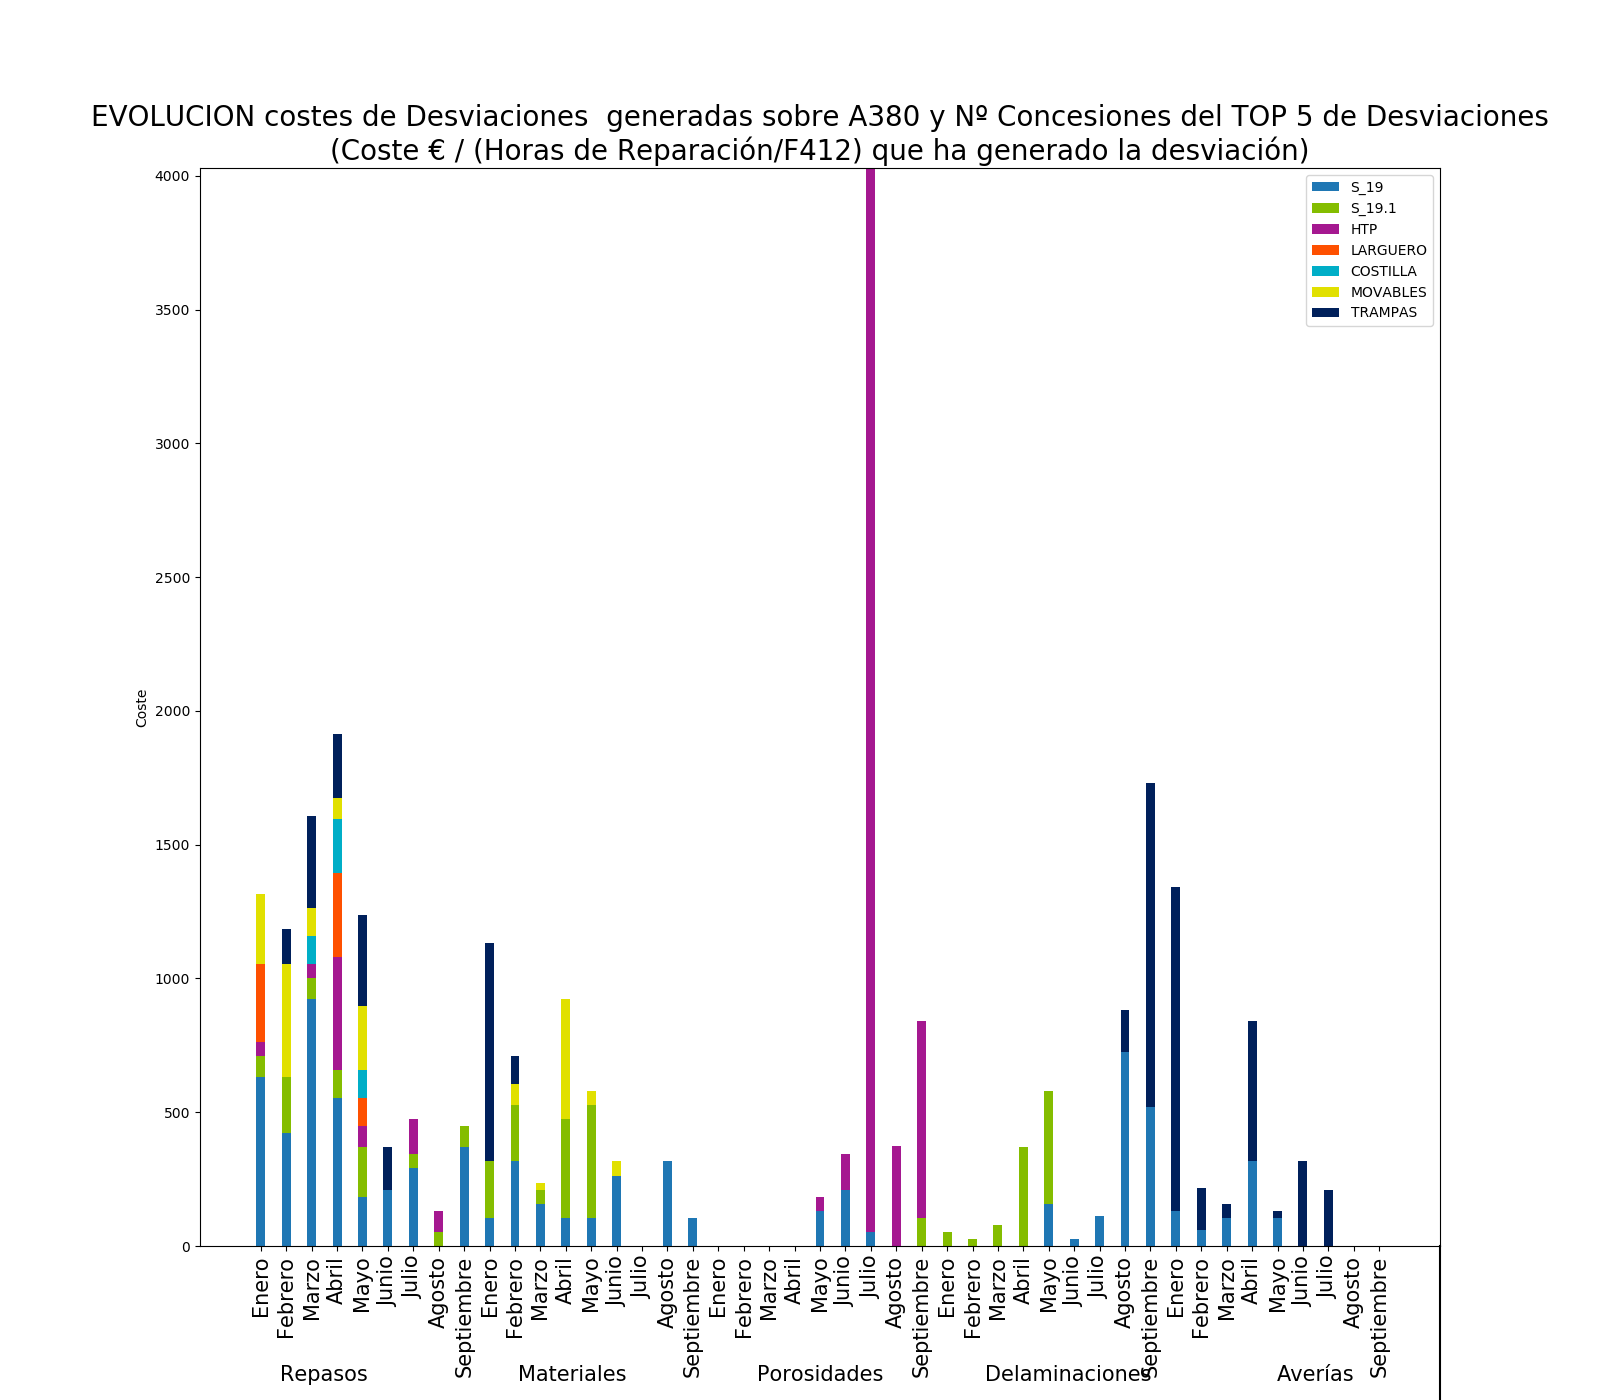 EVOLUCION costes de Desviaciones  generadas sobre A380 y Nº Concesiones del TOP 5 de Desviaciones
(Coste € / (Horas de Reparación/F412) que ha generado la desviación)
S_19
S_19.1
HTP
LARGUERO
COSTILLA
MOVABLES
TRAMPAS
Coste
4000
3500
3000
2500
2000
1500
1000
500
0
Enero
Febrero
Marzo
Abril
Mayo
Junio
Julio
Agosto
Septiembre
Enero
Febrero
Marzo
Abril
Mayo
Junio
Julio
Agosto
Septiembre
Enero
Febrero
Marzo
Abril
Mayo
Junio
Julio
Agosto
Septiembre
Enero
Febrero
Marzo
Abril
Mayo
Junio
Julio
Agosto
Septiembre
Enero
Febrero
Marzo
Abril
Mayo
Junio
Julio
Agosto
Septiembre
Repasos
Materiales
Porosidades
Delaminaciones
Averías